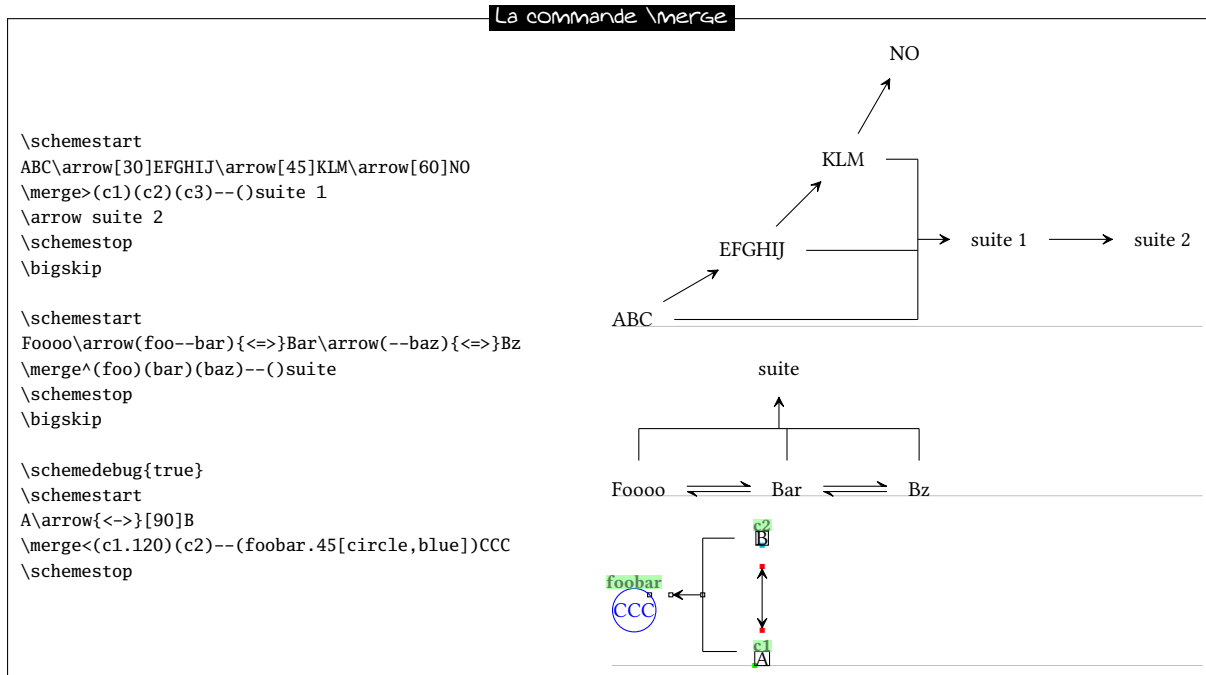 La commande \merge
\schemestart
ABC\arrow[30]EFGHIJ\arrow[45]KLM\arrow[60]NO
\merge>(c1)(c2)(c3)--()suite 1
\arrow suite 2
\schemestop
\bigskip
\schemestart
Foooo\arrow(foo--bar){<=>}Bar\arrow(--baz){<=>}Bz
\merge^(foo)(bar)(baz)--()suite
\schemestop
\bigskip
\schemedebug{true}
\schemestart
A\arrow{<->}[90]B
\merge<(c1.120)(c2)--(foobar.45[circle,blue])CCC
\schemestop
NO
KLM
EFGHIJ
suite 1
suite 2
ABC
suite
Foooo
Bar
Bz
c2
B
foobar
CCC
c1
A